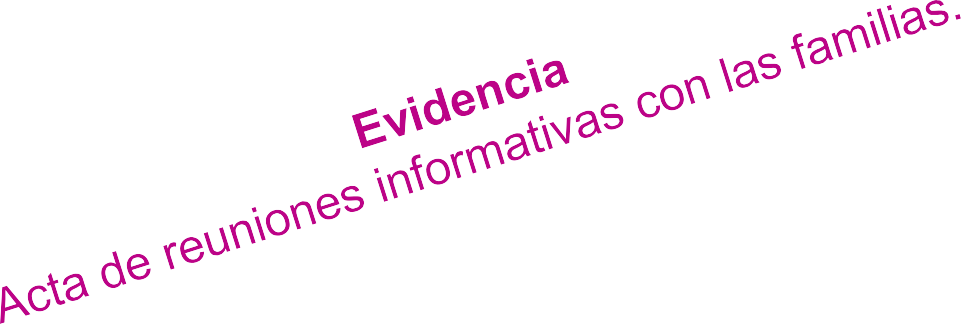 Evidencia
Acta de reuniones informativas con las familias.